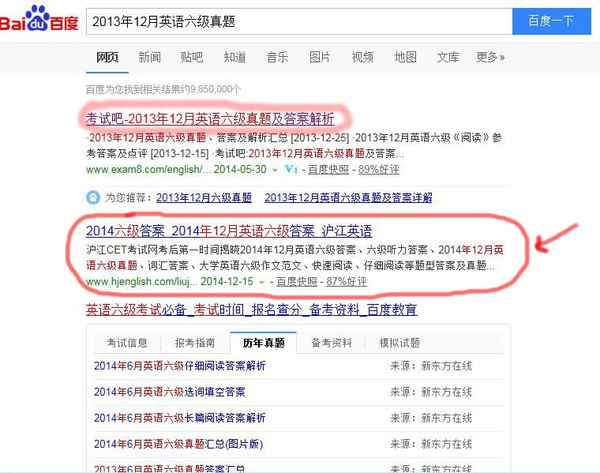 Baidu百度
2013年12月英语六级真题
百度一下
网页 新闻 贴吧 知道 音乐 图片 视频 地图 文库 更多»
百度为您找到相关结果约9,850,000个
考试吧-2013年12月英语六级真题及答案解析
·2013年12月英语六级真题、答案及解析汇总 [2013-12-25] ·2013年12月英语六级《阅读》参
考答案及点评 [2013-12-15] ·考试吧:2013年12月英语六级真题及答案...
www.exam8.com/english/... 2014-05-30 V1 - 百度快照 - 89%好评
为您推荐: 2013年12月六级真题 2013年12月英语六级真题及答案详解
2014六级答案_2014年12月英语六级答案_沪江英语
沪江CET考试网考后第一时间揭晓2014年12月英语六级答案、六级听力答案、2014年12月英
语六级真题、词汇答案、大学英语六级作文范文、快速阅读、仔细阅读等题型答案及真题...
www.hjenglish.com/liuj... 2014-12-15 - 百度快照 - 87%好评
英语六级考试必备_考试时间_报名查分_备考资料_百度教育
考试信息 报考指南 历年真题 备考资料 模拟试题
2014年6月英语六级仔细阅读答案解析 来源：新东方在线
2014年6月英语六级选词填空答案 来源：新东方在线
2014年6月英语六级长篇阅读答案解析 来源：新东方在线
2014年6月英语六级真题汇总(图片版) 来源：新东方在线
2013年12月英语六级真题答案汇总 来源：新东方在线